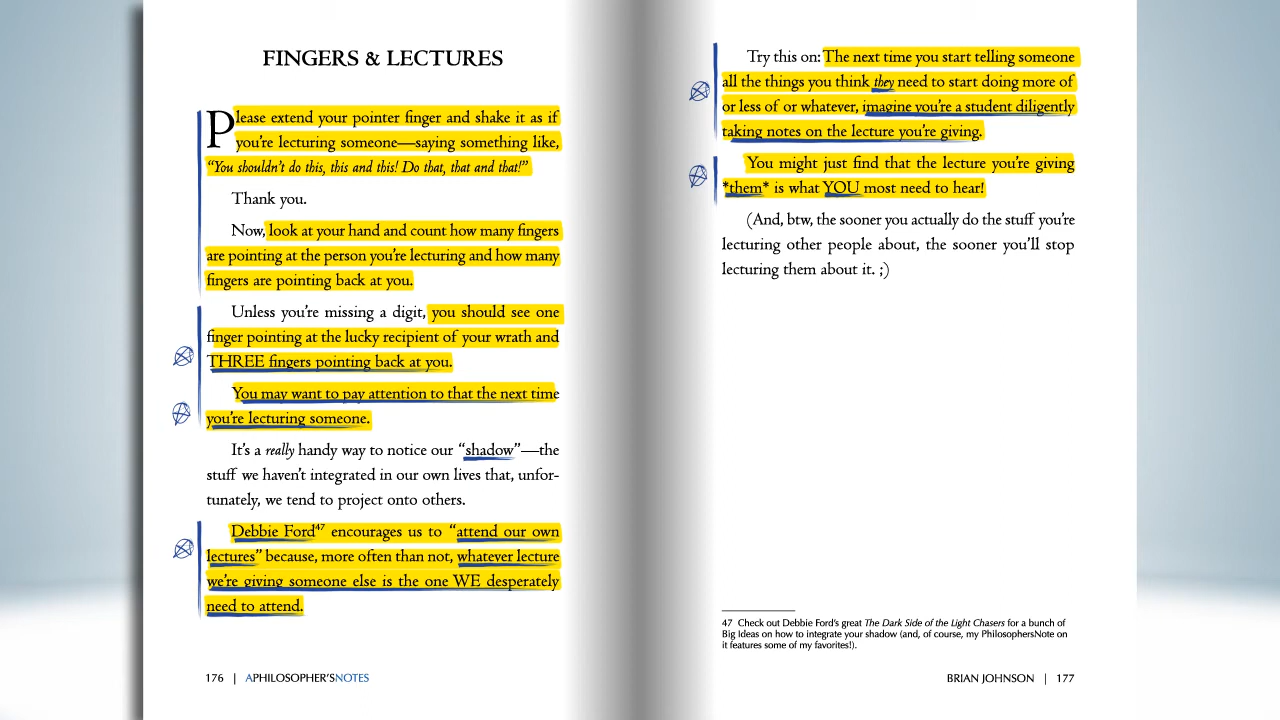 FINGERS & LECTURES
Please extend your pointer finger and shake it as if
you're lecturing someone—saying something like,
“You shouldn't do this, this and this! Do that, that and that!”
Thank you.
Now, look at your hand and count how many fingers
are pointing at the person you're lecturing and how many
fingers are pointing back at you.
Unless you're missing a digit, you should see one
finger pointing at the lucky recipient of your wrath and
THREE fingers pointing back at you.
You may want to pay attention to that the next time
you're lecturing someone.
It's a really handy way to notice our “shadow”—the
stuff we haven't integrated in our own lives that, unfor-
tunately, we tend to project onto others.
Debbie Ford47 encourages us to “attend our own
lectures” because, more often than not, whatever lecture
we're giving someone else is the one WE desperately
need to attend.
176 | APHILOSOPHER'SNOTES
Try this on: The next time you start telling someone
all the things you think they need to start doing more of
or less of or whatever, imagine you're a student diligently
taking notes on the lecture you're giving.
You might just find that the lecture you're giving
*them* is what YOU most need to hear!
(And, btw, the sooner you actually do the stuff you're
lecturing other people about, the sooner you'll stop
lecturing them about it. ;)
47 Check out Debbie Ford's great The Dark Side of the Light Chasers for a bunch of
Big Ideas on how to integrate your shadow (and, of course, my PhilosophersNote on
it features some of my favorites!).
BRIAN JOHNSON | 177